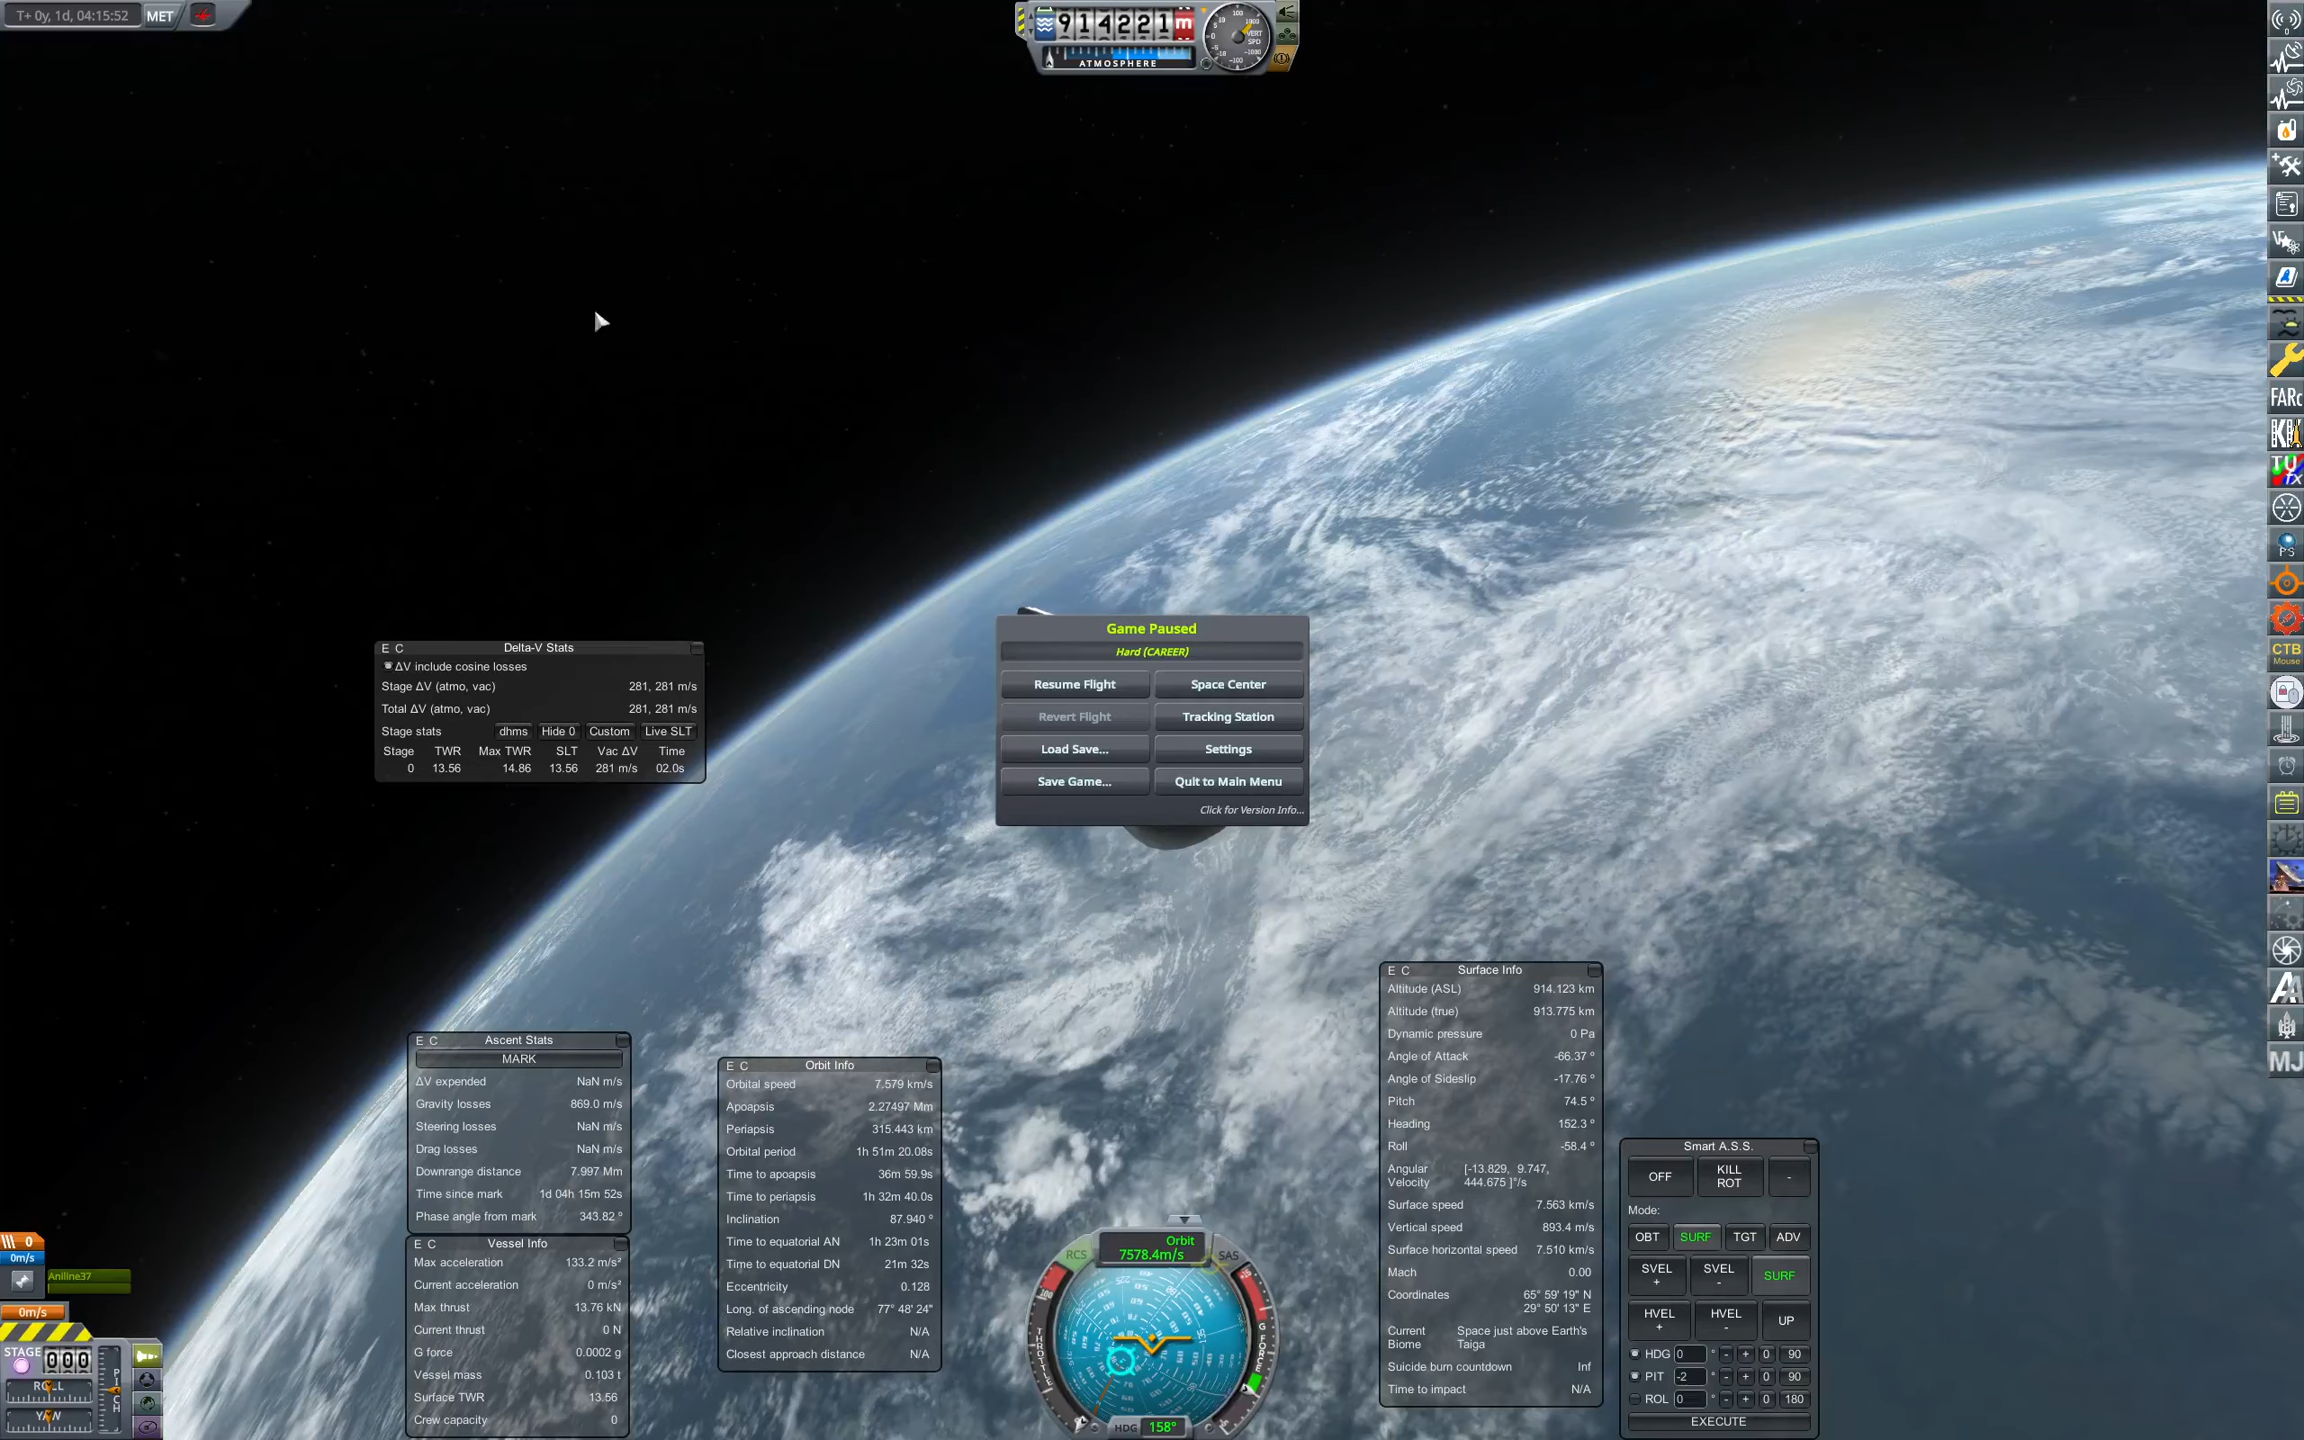 T+ 0y, 1d, 04:15:52 MET
914221 m
VERT SPD
ATMOSPHERE
FARc
PS
CTB
Mouse
MJ
Game Paused
Hard (CAREER)
Resume Flight Space Center
Revert Flight Tracking Station
Load Save... Settings
Save Game... Quit to Main Menu
Click for Version Info...
E C Delta-V Stats
ΔV include cosine losses
Stage ΔV (atmo, vac) 281, 281 m/s
Total ΔV (atmo, vac) 281, 281 m/s
Stage stats dhms Hide 0 Custom Live SLT
Stage TWR Max TWR SLT Vac ΔV Time
0 13.56 14.86 13.56 281 m/s 02.0s
E C Ascent Stats
MARK
ΔV expended NaN m/s
Gravity losses 869.0 m/s
Steering losses NaN m/s
Drag losses NaN m/s
Downrange distance 7.997 Mm
Time since mark 1d 04h 15m 52s
Phase angle from mark 343.82 º
E C Vessel Info
Max acceleration 133.2 m/s²
Current acceleration 0 m/s²
Max thrust 13.76 kN
Current thrust 0 N
G force 0.0002 g
Vessel mass 0.103 t
Surface TWR 13.56
Crew capacity 0
E C Orbit Info
Orbital speed 7.579 km/s
Apoapsis 2.27497 Mm
Periapsis 315.443 km
Orbital period 1h 51m 20.08s
Time to apoapsis 36m 59.9s
Time to periapsis 1h 32m 40.0s
Inclination 87.940 º
Time to equatorial AN 1h 23m 01s
Time to equatorial DN 21m 32s
Eccentricity 0.128
Long. of ascending node 77° 48' 24"
Relative inclination N/A
Closest approach distance N/A
E C Surface Info
Altitude (ASL) 914.123 km
Altitude (true) 913.775 km
Dynamic pressure 0 Pa
Angle of Attack -66.37 º
Angle of Sideslip -17.76 º
Pitch 74.5 º
Heading 152.3 º
Roll -58.4 º
Angular Velocity [-13.829, 9.747, 444.675 ]°/s
Surface speed 7.563 km/s
Vertical speed 893.4 m/s
Surface horizontal speed 7.510 km/s
Mach 0.00
Coordinates 65° 59' 19" N
29° 50' 13" E
Current Biome Space just above Earth's Taiga
Suicide burn countdown Inf
Time to impact N/A
Smart A.S.S.
OFF KILL ROT -
Mode:
OBT SURF TGT ADV
SVEL + SVEL - SURF
HVEL + HVEL - UP
HDG 0 ° - + 0 90
PIT -2 ° - + 0 90
ROL 0 ° - + 0 180
EXECUTE
RCS Orbit SAS
7578.4m/s
THROTTLE
G FORCE
HDG 158°
0
0m/s
Aniline37
0m/s
STAGE 000
ROLL
YAW
PITCH